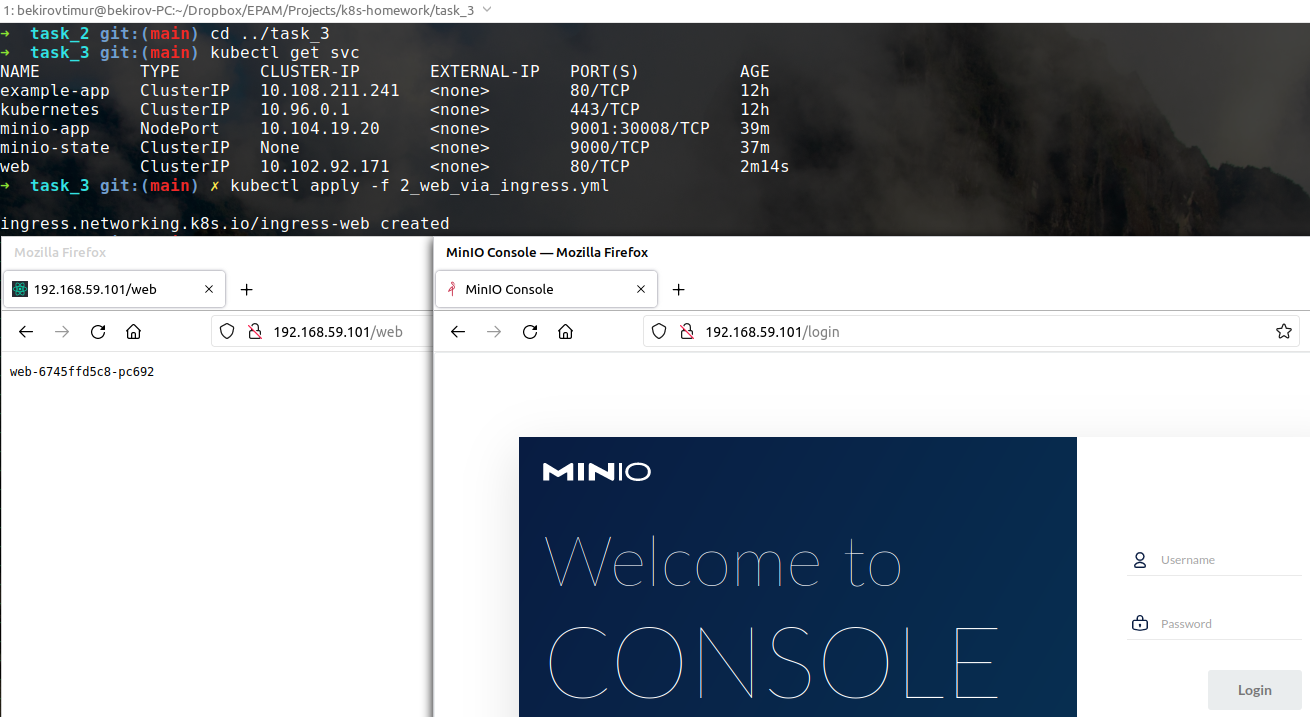 1: bekirovtimur@bekirov-PC:~/Dropbox/EPAM/Projects/k8s-homework/task_3
➜  task_2 git:(main) cd ../task_3
➜  task_3 git:(main) kubectl get svc
NAME          TYPE        CLUSTER-IP       EXTERNAL-IP   PORT(S)          AGE
example-app   ClusterIP   10.108.211.241   <none>        80/TCP           12h
kubernetes    ClusterIP   10.96.0.1        <none>        443/TCP          12h
minio-app     NodePort    10.104.19.20     <none>        9001:30008/TCP   39m
minio-state   ClusterIP   None             <none>        9000/TCP         37m
web           ClusterIP   10.102.92.171    <none>        80/TCP           2m14s
➜  task_3 git:(main) ✗ kubectl apply -f 2_web_via_ingress.yml
ingress.networking.k8s.io/ingress-web created
Mozilla Firefox
192.168.59.101/web
192.168.59.101/web
web-6745ffd5c8-pc692
MinIO Console — Mozilla Firefox
MinIO Console
192.168.59.101/login
MINIO
Welcome to
CONSOLE
Username
Password
Login